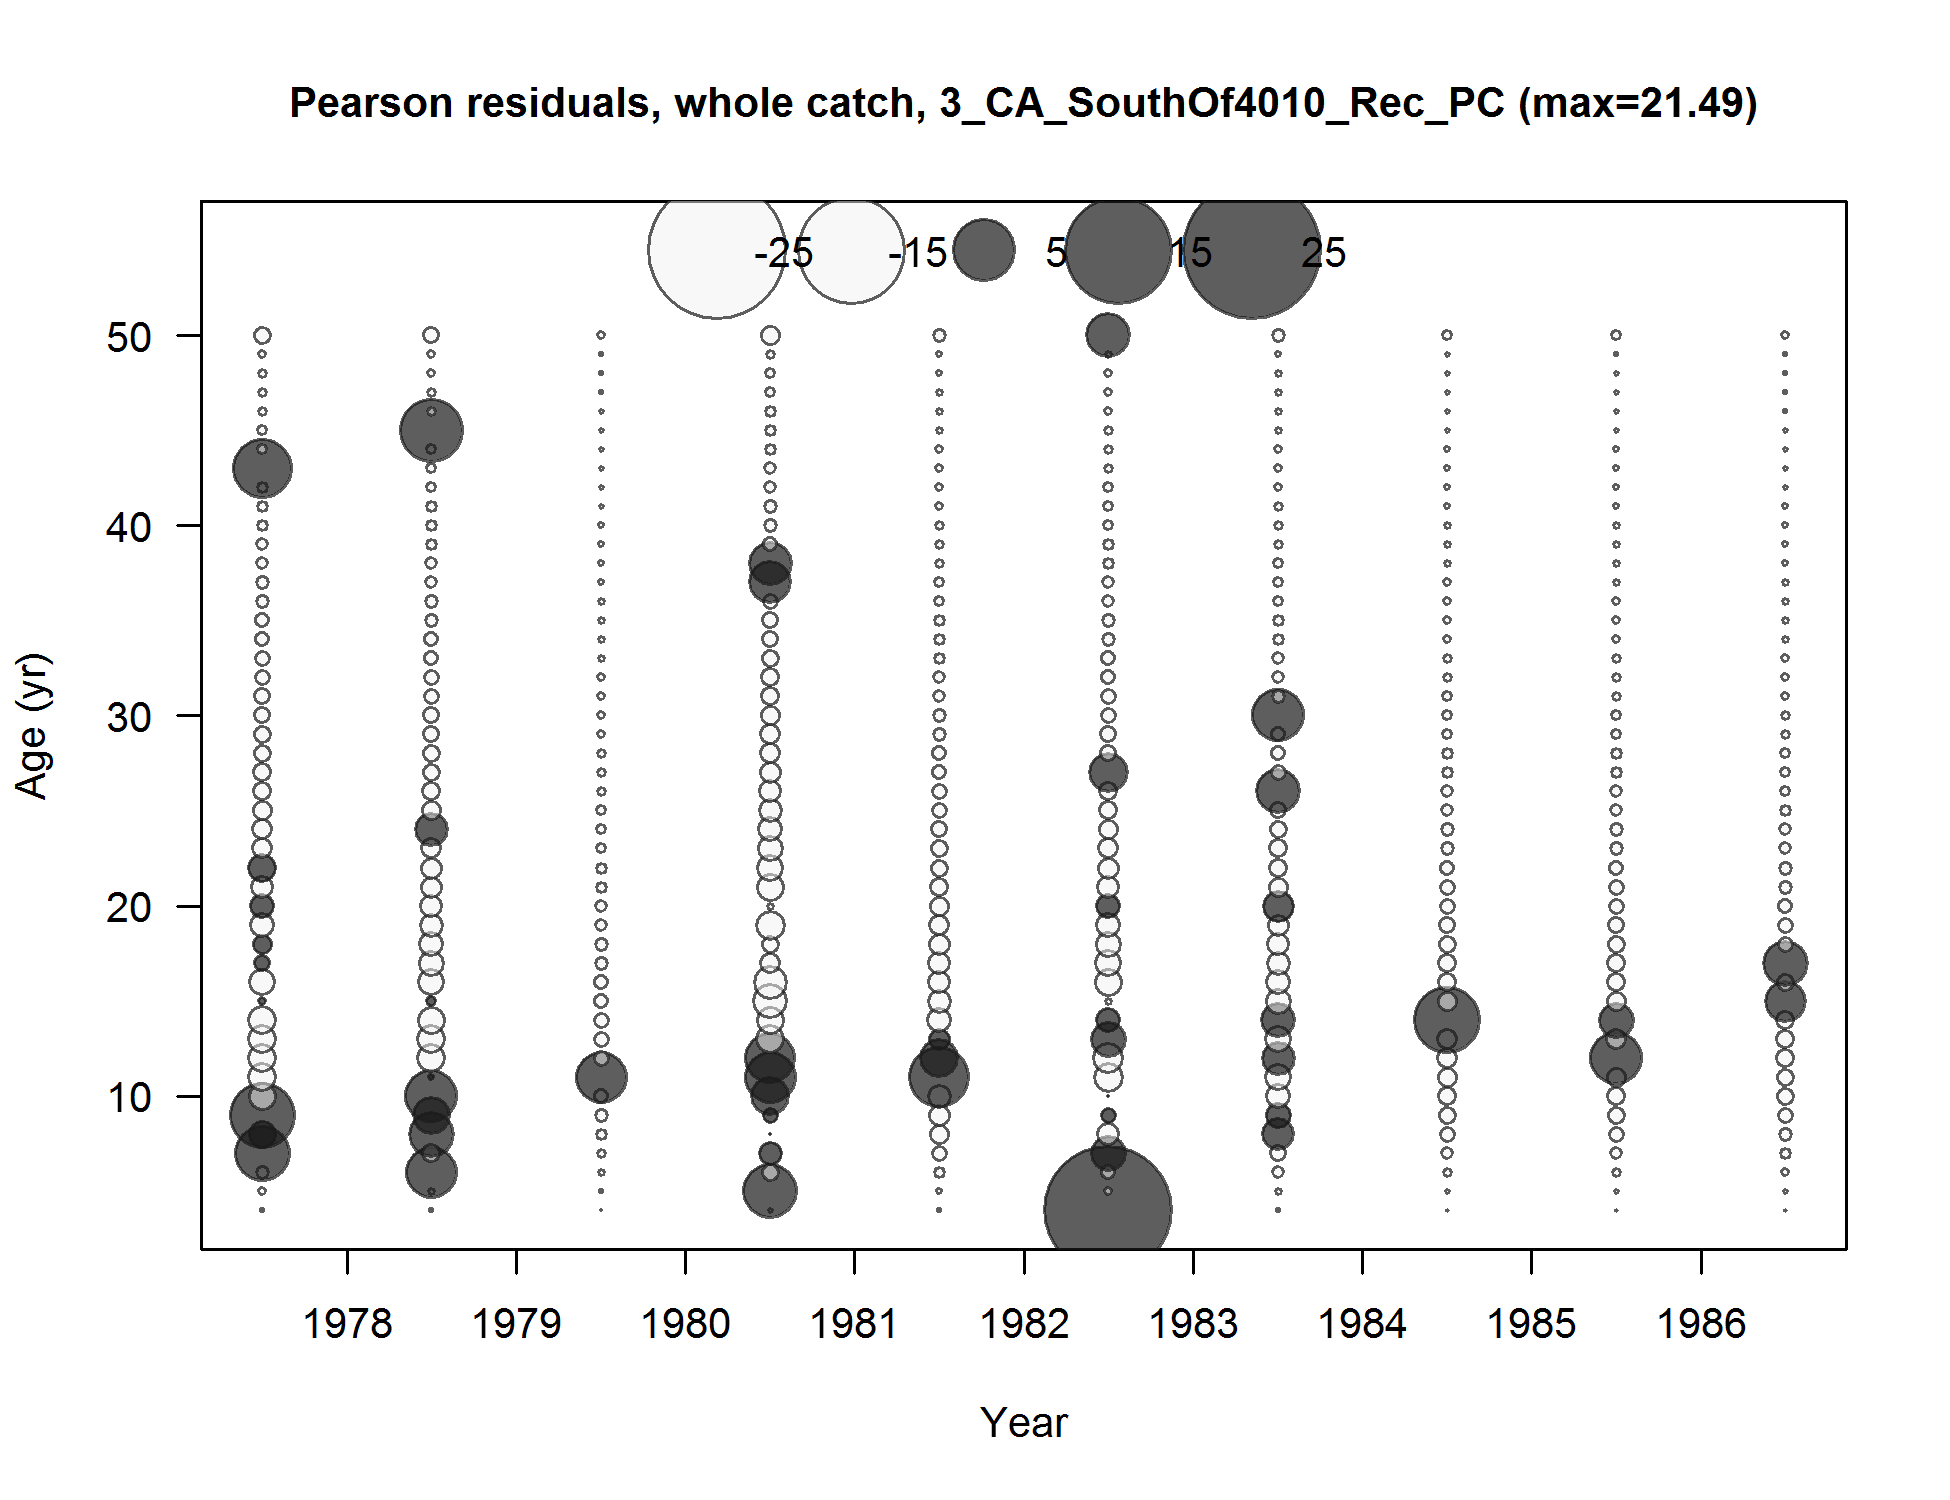 Pearson residuals, whole catch, 3_CA_SouthOf4010_Rec_PC (max=21.49)
-25 -15 5 15 25
50
40
30
20
10
Age (yr)
1978 1979 1980 1981 1982 1983 1984 1985 1986
Year